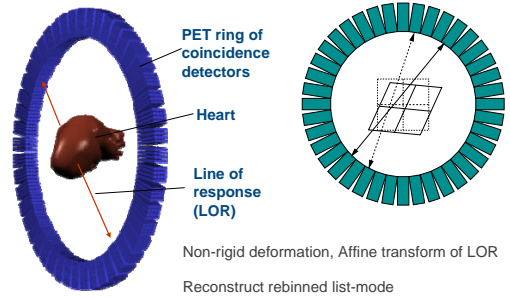 PET ring of
coincidence
detectors
Heart
Line of
response
(LOR)
Non-rigid deformation, Affine transform of LOR
Reconstruct rebinned list-mode